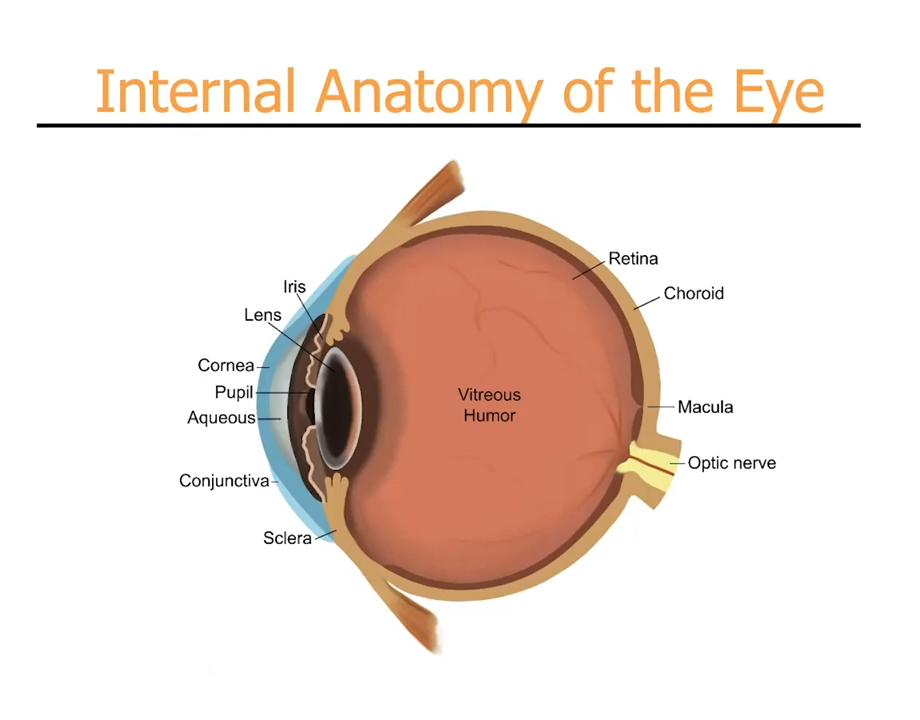 Internal Anatomy of the Eye
Retina
Iris
Choroid
Lens
Cornea
Pupil
Vitreous
Humor
Macula
Aqueous
Optic nerve
Conjunctiva
Sclera